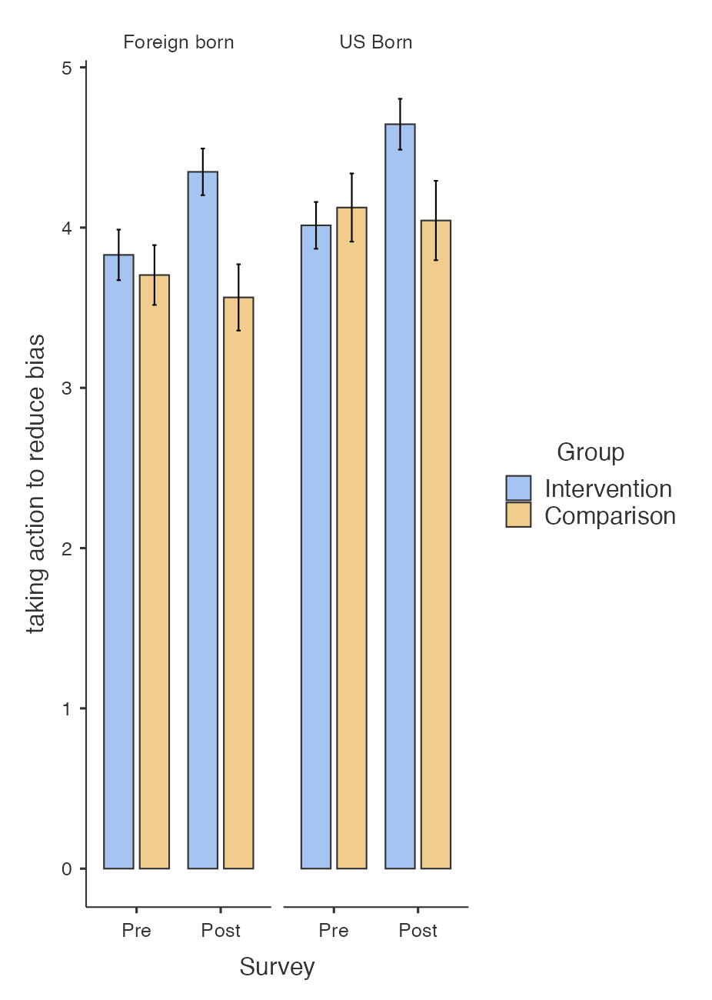 Foreign born
US Born
5
4
3
2
1
0
taking action to reduce bias
Pre
Post
Pre
Post
Survey
Group
Intervention
Comparison